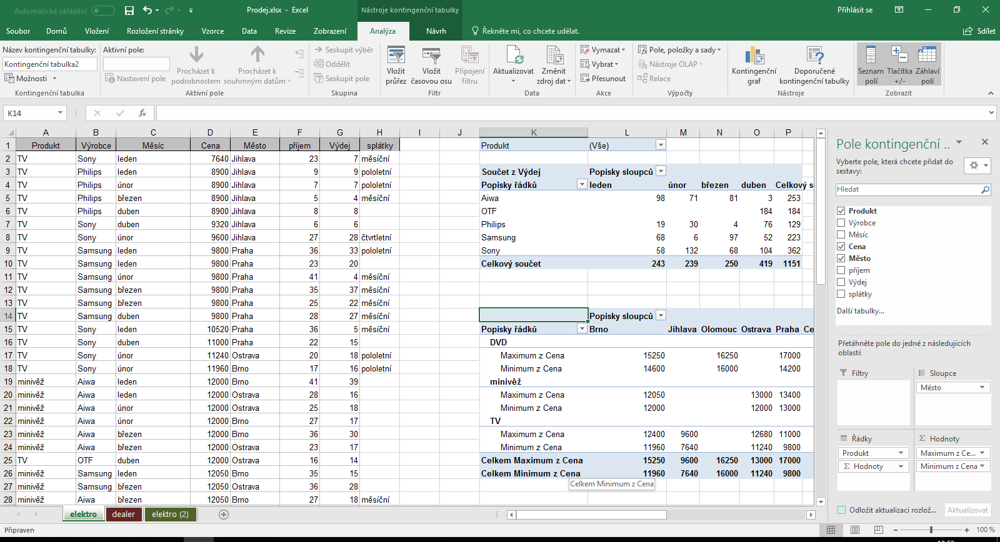 Automatické ukládání
Prodej.xlsx - Excel
Nástroje kontingenční tabulky
Přihlásit se
Soubor Domů Vložení Rozložení stránky Vzorce Data Revize Zobrazení Analýza Návrh Řekněte mi, co chcete udělat. Sdílet
Název kontingenční tabulky:
Kontingenční tabulka2
Možnosti
Kontingenční tabulka
Aktivní pole:
Nastavení pole
Procházet k podrobnostem
Procházet k souhrnným datům
Aktivní pole
Seskupit výběr
Oddělit
Seskupit pole
Skupina
Vložit průřez
Vložit časovou osu
Připojení filtru
Filtr
Aktualizovat
Změnit zdroj dat
Data
Vymazat
Vybrat
Přesunout
Akce
Pole, položky a sady
Nástroje OLAP
Relace
Výpočty
Kontingenční graf
Doporučené kontingenční tabulky
Nástroje
Seznam polí
Tlačítka +/-
Záhlaví polí
Zobrazit
K14 fx
A B C D E F G H I J K L M N O P
1 Produkt Výrobce Měsíc Cena Město příjem Výdej splátky Produkt (Vše)
2 TV Sony leden 7640 Jihlava 23 7 měsíční
3 TV Philips leden 8900 Jihlava 9 9 pololetní Součet z Výdej Popisky sloupců
4 TV Philips únor 8900 Jihlava 7 7 pololetní Popisky řádků leden únor březen duben Celkový s
5 TV Philips březen 8900 Jihlava 5 4 měsíční Aiwa 98 71 81 3 253
6 TV Philips duben 8900 Jihlava 8 8 OTF 184 184
7 TV Sony duben 9320 Jihlava 6 6 Philips 19 30 4 76 129
8 TV Sony únor 9600 Jihlava 27 28 čtvrtletní Samsung 68 6 97 52 223
9 TV Samsung leden 9800 Praha 36 33 pololetní Sony 58 132 68 104 362
10 TV Samsung leden 9800 Praha 23 20 Celkový součet 243 239 250 419 1151
11 TV Samsung únor 9800 Praha 41 4 měsíční
12 TV Samsung březen 9800 Praha 35 37 měsíční
13 TV Samsung březen 9800 Praha 25 22 měsíční
14 TV Samsung duben 9800 Praha 28 27 měsíční Popisky sloupců
15 TV Sony leden 10520 Praha 36 5 měsíční Popisky řádků Brno Jihlava Olomouc Ostrava Praha Ce
16 TV Sony duben 11000 Praha 22 15 DVD
17 TV Sony únor 11240 Ostrava 20 18 pololetní Maximum z Cena 15250 16250 17000
18 TV Sony únor 11960 Brno 17 16 pololetní Minimum z Cena 14600 16000 14200
19 minivěž Aiwa leden 12000 Brno 41 39 minivěž
20 minivěž Aiwa leden 12000 Ostrava 28 16 Maximum z Cena 12050 13000 13400
21 minivěž Aiwa únor 12000 Ostrava 25 18 Minimum z Cena 12000 12000 13000
22 minivěž Aiwa únor 12000 Brno 27 17 TV
23 minivěž Aiwa březen 12000 Brno 36 30 Maximum z Cena 12400 9600 12680 11000
24 minivěž Aiwa březen 12000 Ostrava 23 17 Minimum z Cena 11960 7640 11240 9800
25 TV OTF duben 12000 Ostrava 16 14 Celkem Maximum z Cena 15250 9600 16250 13000 17000
26 minivěž Samsung leden 12050 Brno 35 15 Celkem Minimum z Cena 11960 7640 16000 11240 9800
27 minivěž Samsung březen 12050 Ostrava 36 28 Celkem Minimum z Cena
28 minivěž Aiwa březen 12050 Brno 27 18 měsíční
elektro dealer elektro (2)
Připraven
100 %
Pole kontingenční ..
Vyberte pole, která chcete přidat do
sestavy:
Hledat
Produkt
Výrobce
Měsíc
Cena
Město
příjem
Výdej
splátky
Další tabulky...
Přetáhněte pole do jedné z následujících
oblastí:
Filtry
Sloupce
Město
Řádky
Produkt
Σ Hodnoty
Σ Hodnoty
Maximum z Ce...
Minimum z Cena
Odložit aktualizaci rozlož...
Aktualizovat